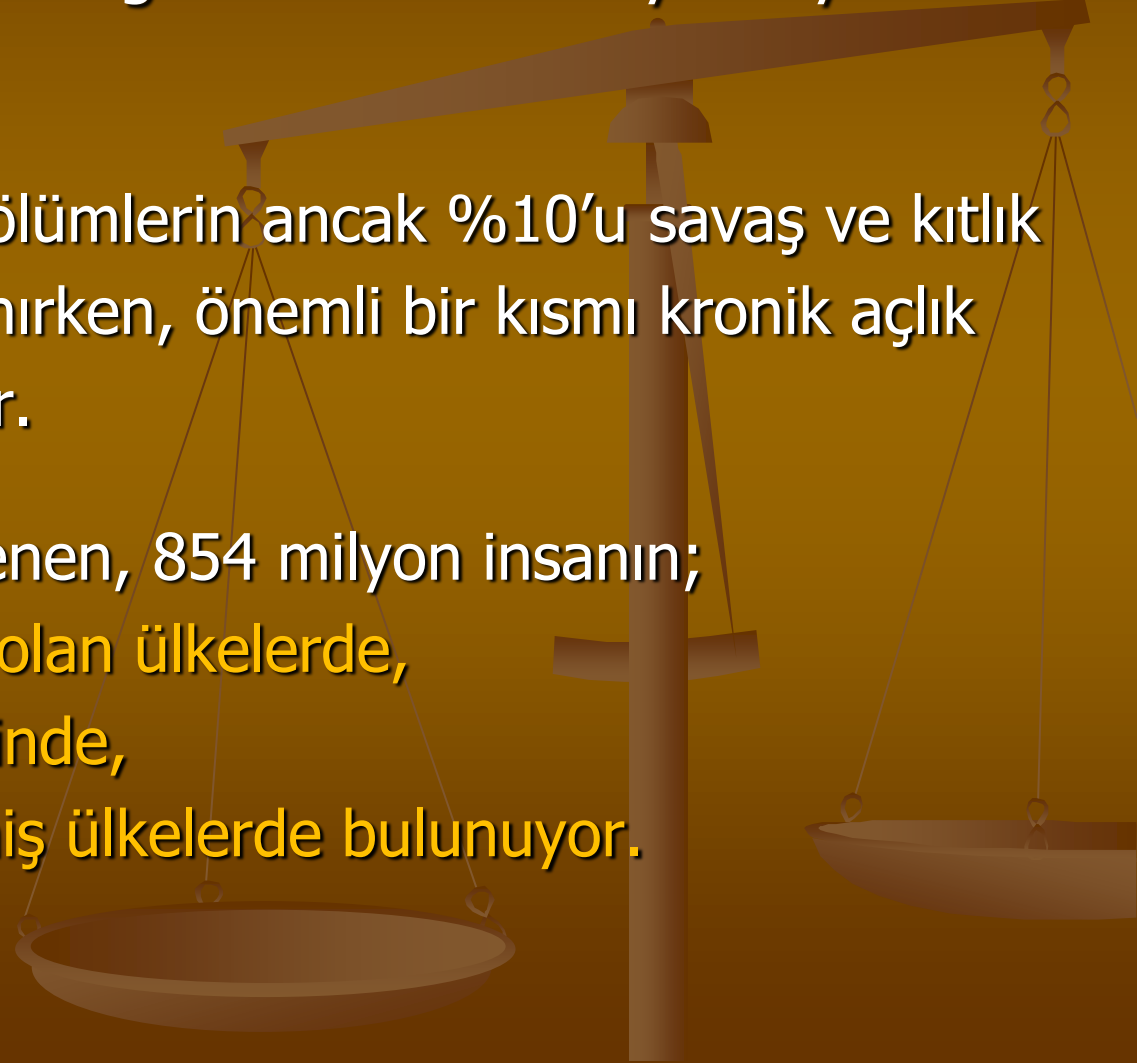 ölümlerin ancak %10’u savaş ve kıtlık
nırken, önemli bir kısmı kronik açlık
r.
enen, 854 milyon insanın;
olan ülkelerde,
inde,
iş ülkelerde bulunuyor.